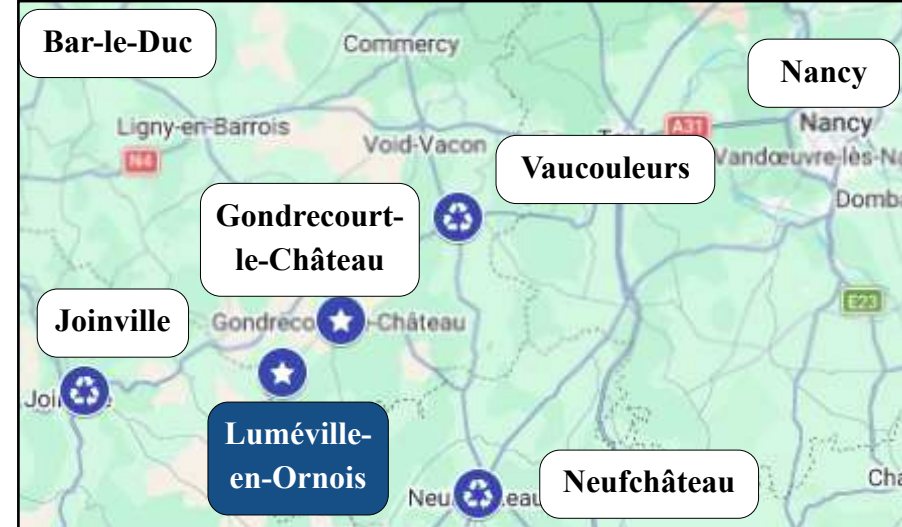 Bar-le-Duc
Commercy
Nancy
Ligny-en-Barrois
A31
Nancy
N4
Void-Vacon
Vaucouleurs
Vandœuvre-lès-Na
Domba
Gondrecourt-
le-Château
E23
Joinville
Gondreco
-Château
Joi
Luméville-
en-Ornois
Neu
eau
Neufchâteau
Cha